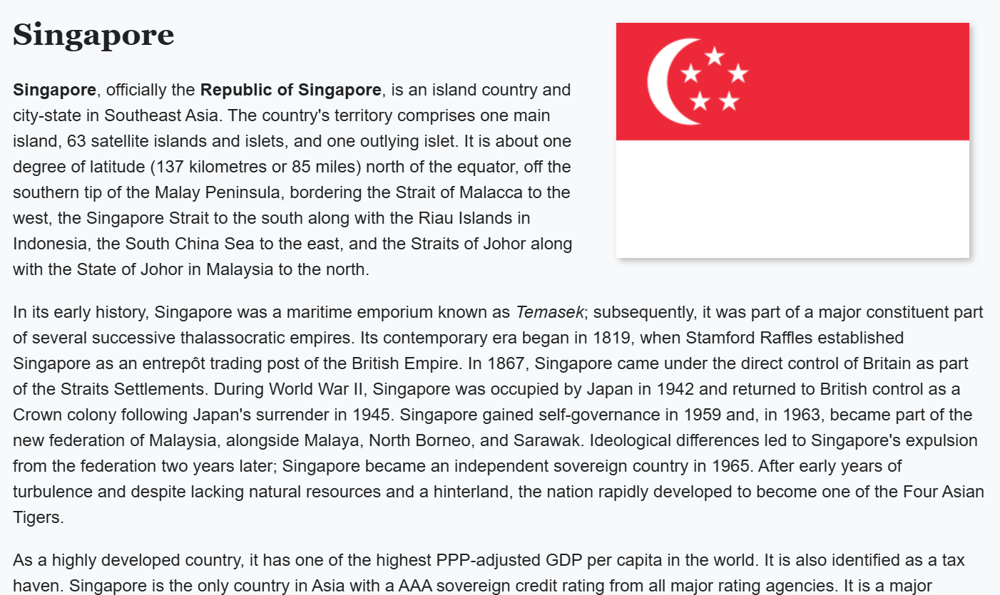 Singapore
Singapore, officially the Republic of Singapore, is an island country and
city-state in Southeast Asia. The country's territory comprises one main
island, 63 satellite islands and islets, and one outlying islet. It is about one
degree of latitude (137 kilometres or 85 miles) north of the equator, off the
southern tip of the Malay Peninsula, bordering the Strait of Malacca to the
west, the Singapore Strait to the south along with the Riau Islands in
Indonesia, the South China Sea to the east, and the Straits of Johor along
with the State of Johor in Malaysia to the north.
In its early history, Singapore was a maritime emporium known as Temasek; subsequently, it was part of a major constituent part
of several successive thalassocratic empires. Its contemporary era began in 1819, when Stamford Raffles established
Singapore as an entrepôt trading post of the British Empire. In 1867, Singapore came under the direct control of Britain as part
of the Straits Settlements. During World War II, Singapore was occupied by Japan in 1942 and returned to British control as a
Crown colony following Japan's surrender in 1945. Singapore gained self-governance in 1959 and, in 1963, became part of the
new federation of Malaysia, alongside Malaya, North Borneo, and Sarawak. Ideological differences led to Singapore's expulsion
from the federation two years later; Singapore became an independent sovereign country in 1965. After early years of
turbulence and despite lacking natural resources and a hinterland, the nation rapidly developed to become one of the Four Asian
Tigers.
As a highly developed country, it has one of the highest PPP-adjusted GDP per capita in the world. It is also identified as a tax
haven. Singapore is the only country in Asia with a AAA sovereign credit rating from all major rating agencies. It is a major